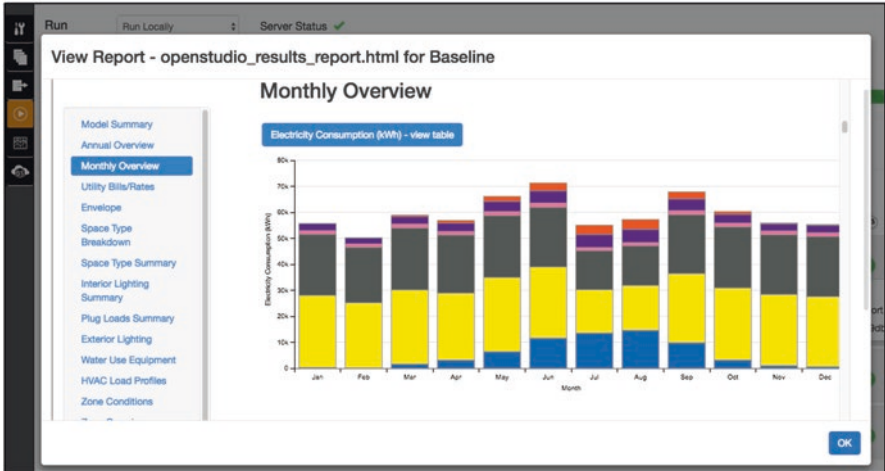 Run
Run Locally
Server Status
View Report - openstudio_results_report.html for Baseline
Monthly Overview
Model Summary
Annual Overview
Monthly Overview
Utility Bills/Rates
Envelope
Space Type
Breakdown
Space Type Summary
Interior Lighting
Summary
Plug Loads Summary
Exterior Lighting
Water Use Equipment
HVAC Load Profiles
Zone Conditions
Electricity Consumption (kWh) - view table
Electricity Consumption (kWh)
80k
70k
60k
50k
40k
30k
20k
10k
0
Jan Feb Mar Apr May Jun Jul Aug Sep Oct Nov Dec
Month
OK